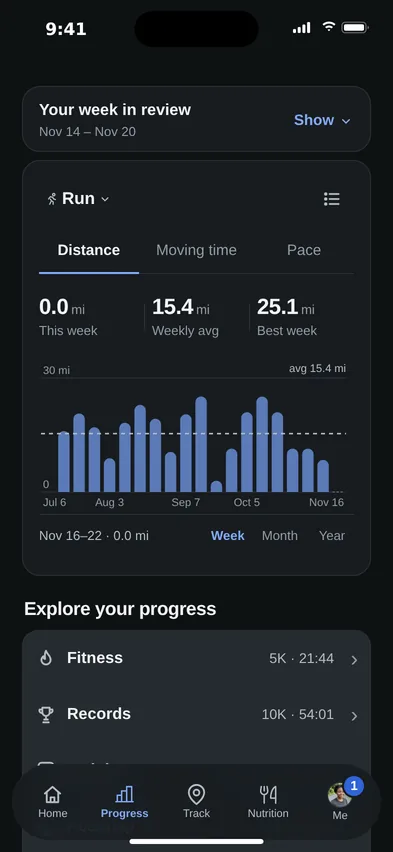 9:41
Your week in review
Nov 14 – Nov 20
Show
Run
Distance Moving time Pace
0.0 mi 15.4 mi 25.1 mi
This week Weekly avg Best week
30 mi avg 15.4 mi
0
Jul 6 Aug 3 Sep 7 Oct 5 Nov 16
Nov 16–22 · 0.0 mi Week Month Year
Explore your progress
Fitness 5K · 21:44
Records 10K · 54:01
1
Home Progress Track Nutrition Me